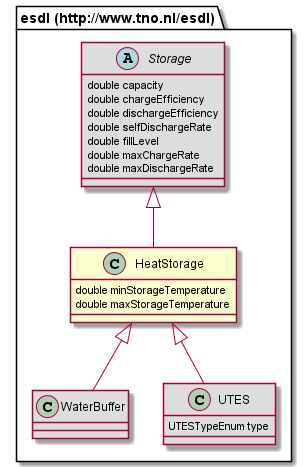 esdl (http://www.tno.nl/esdl)
A Storage
double capacity
double chargeEfficiency
double dischargeEfficiency
double selfDischargeRate
double fillLevel
double maxChargeRate
double maxDischargeRate
C HeatStorage
double minStorageTemperature
double maxStorageTemperature
C WaterBuffer
C UTES
UTESTypeEnum type